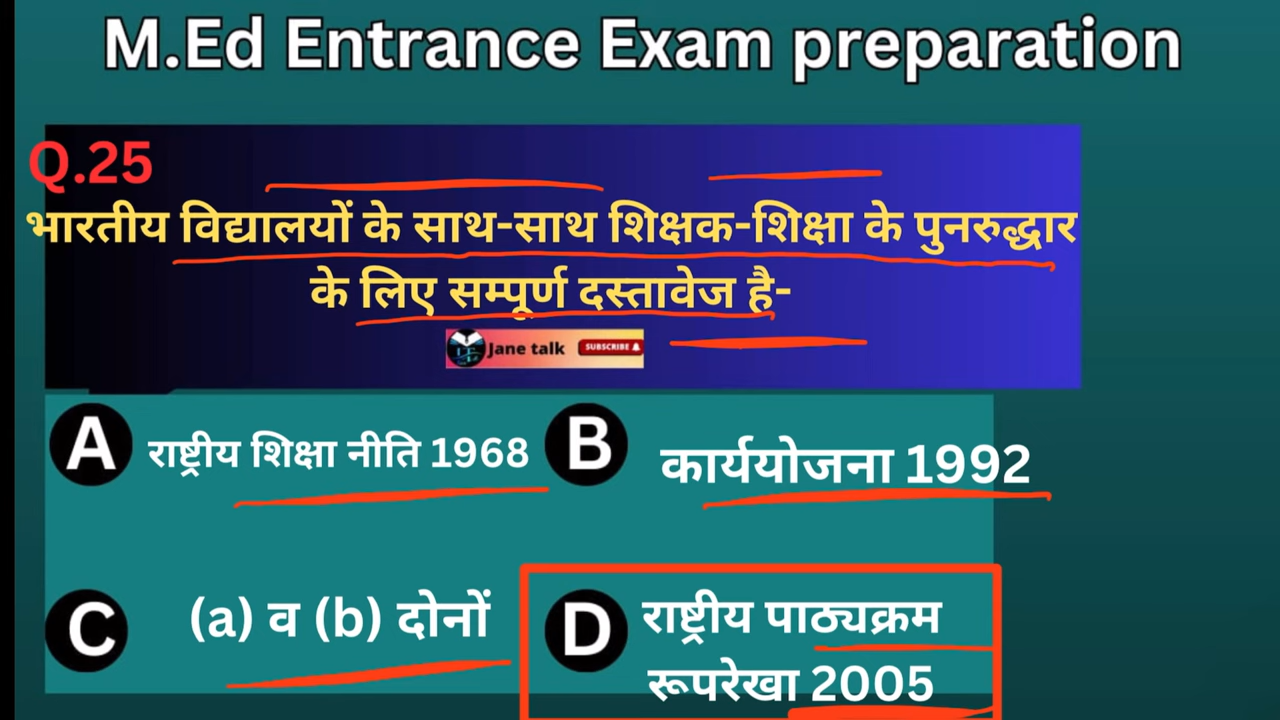 M.Ed Entrance Exam preparation
Q.25
भारतीय विद्यालयों के साथ-साथ शिक्षक-शिक्षा के पुनरुद्धार
के लिए सम्पूर्ण दस्तावेज है-
Jane talk SUBSCRIBE
A राष्ट्रीय शिक्षा नीति 1968
B कार्ययोजना 1992
C (a) व (b) दोनों
D राष्ट्रीय पाठ्यक्रम
रूपरेखा 2005